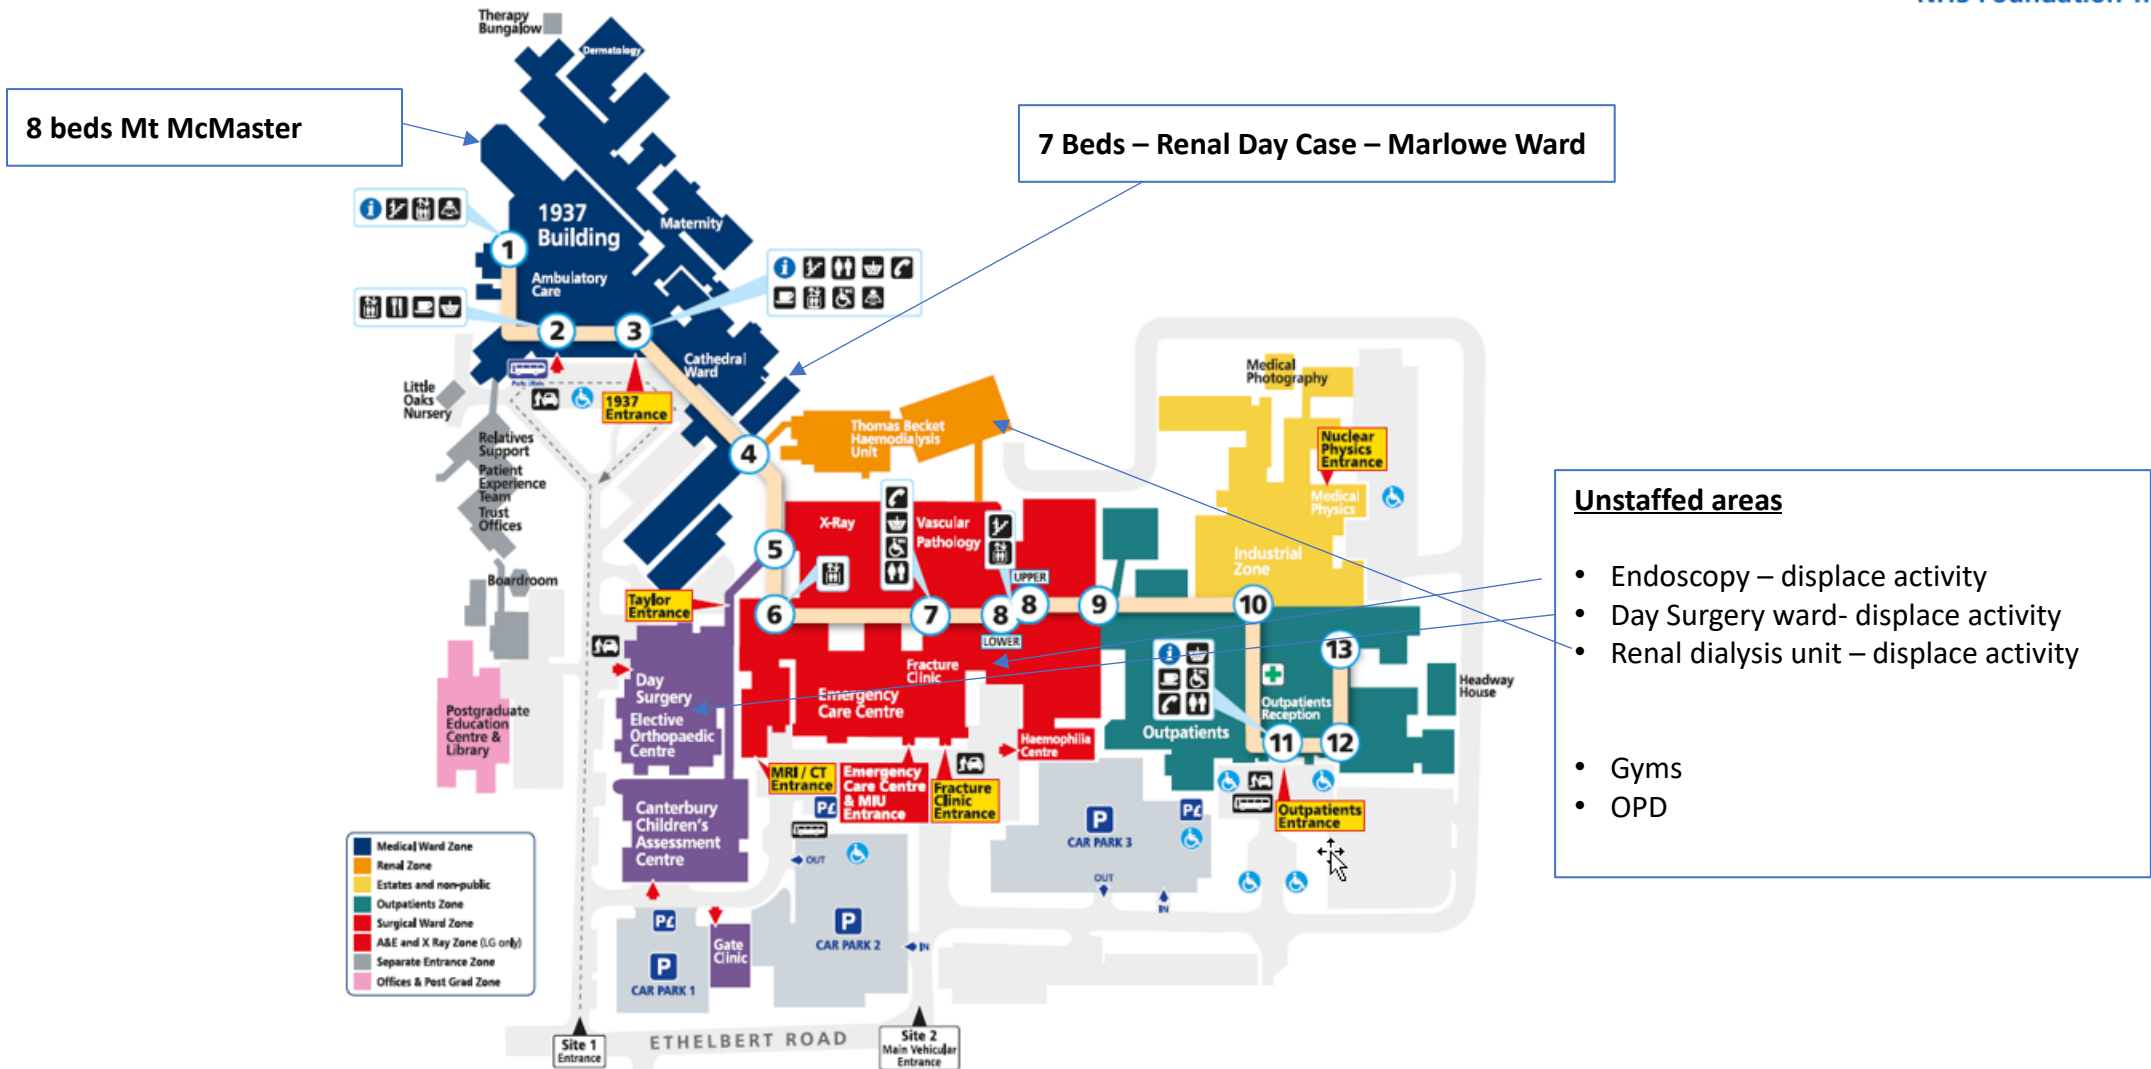 NHS Foundation
Therapy
Bungalow
Dermatology
8 beds Mt McMaster
7 Beds – Renal Day Case – Marlowe Ward
1937
Building
Maternity
1
Ambulatory
Care
2
3
Cathedral
Ward
Little
Oaks
Nursery
1937
Entrance
Relatives
Support
Patient
Experience
Team
Trust
Offices
Boardroom
4
Thomas Becket
Haemodialysis
Unit
Medical
Photography
Nuclear
Physics
Entrance
Medical
Physics
Industrial
Zone
Unstaffed areas
• Endoscopy – displace activity
• Day Surgery ward- displace activity
• Renal dialysis unit – displace activity
• Gyms
• OPD
X-Ray
Vascular
Pathology
5
UPPER
6
7
8
8
9
10
LOWER
Taylor
Entrance
Fracture
Clinic
Emergency
Care Centre
Day
Surgery
Elective
Orthopaedic
Centre
13
Headway
House
Outpatients
Reception
Outpatients
11
12
Postgraduate
Education
Centre &
Library
Haemophilia
Centre
MRI / CT
Entrance
Emergency
Care Centre
& MIU
Entrance
Fracture
Clinic
Entrance
Outpatients
Entrance
Canterbury
Children's
Assessment
Centre
P£
P£
P
CAR PARK 3
OUT
OUT
IN
P£
P
CAR PARK 1
Gate
Clinic
P
CAR PARK 2
IN
Medical Ward Zone
Renal Zone
Estates and non-public
Outpatients Zone
Surgical Ward Zone
A&E and X Ray Zone (LG only)
Separate Entrance Zone
Offices & Post Grad Zone
ETHELBERT ROAD
Site 1
Entrance
Site 2
Main Vehicular
Entrance